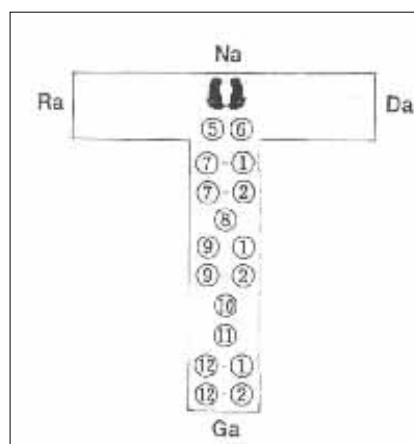 Na
Ra Da
⑤ ⑥
⑦ - ①
⑦ - ②
⑧
⑨ ①
⑨ ②
⑩
⑪
⑫ - ①
⑫ - ②
Ga